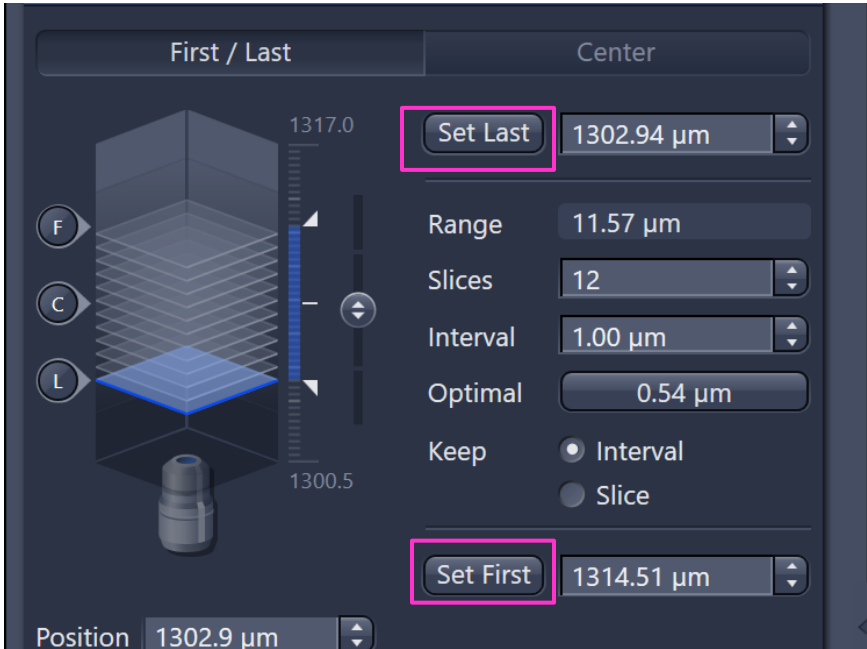 First / Last
Center
1317.0
F
C
L
1300.5
Set Last 1302.94 µm
Range 11.57 µm
Slices 12
Interval 1.00 µm
Optimal 0.54 µm
Keep Interval
Slice
Set First 1314.51 µm
Position 1302.9 µm